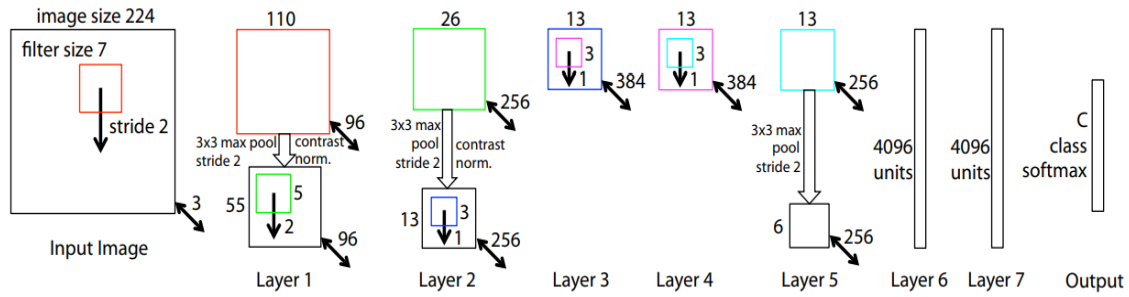 image size 224
filter size 7
stride 2
3
Input Image
110
96
3x3 max pool
stride 2
contrast
norm.
55
5
2
96
Layer 1
26
256
3x3 max
pool
stride 2
contrast
norm.
13
3
1
256
Layer 2
13
3
1
384
Layer 3
13
3
1
384
Layer 4
13
256
3x3 max
pool
stride 2
6
256
Layer 5
4096
units
Layer 6
4096
units
Layer 7
C
class
softmax
Output